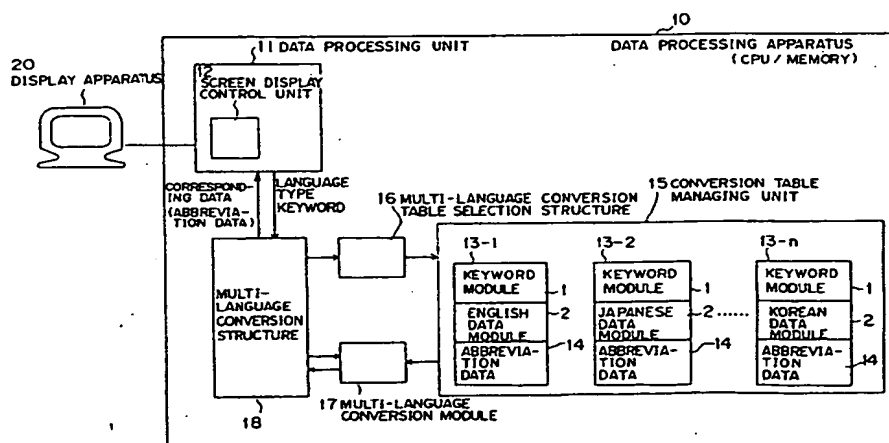 10
11 DATA PROCESSING UNIT
DATA PROCESSING APPARATUS
(CPU / MEMORY)
20
DISPLAY APPARATUS
12
SCREEN DISPLAY
CONTROL UNIT
CORRESPOND-
ING DATA
(ABBREVIA-
TION DATA)
LANGUAGE
TYPE
KEYWORD
16 MULTI-LANGUAGE CONVERSION
TABLE SELECTION STRUCTURE
15 CONVERSION TABLE
MANAGING UNIT
MULTI-
LANGUAGE
CONVERSION
STRUCTURE
18
17 MULTI-LANGUAGE
CONVERSION MODULE
13-1
KEYWORD
MODULE
1
ENGLISH
DATA
MODULE
2
ABBREVIA-
TION
DATA
14
13-2
KEYWORD
MODULE
1
JAPANESE
DATA
MODULE
2
ABBREVIA-
TION
DATA
14
......
13-n
KEYWORD
MODULE
1
KOREAN
DATA
MODULE
2
ABBREVIA-
TION
DATA
14